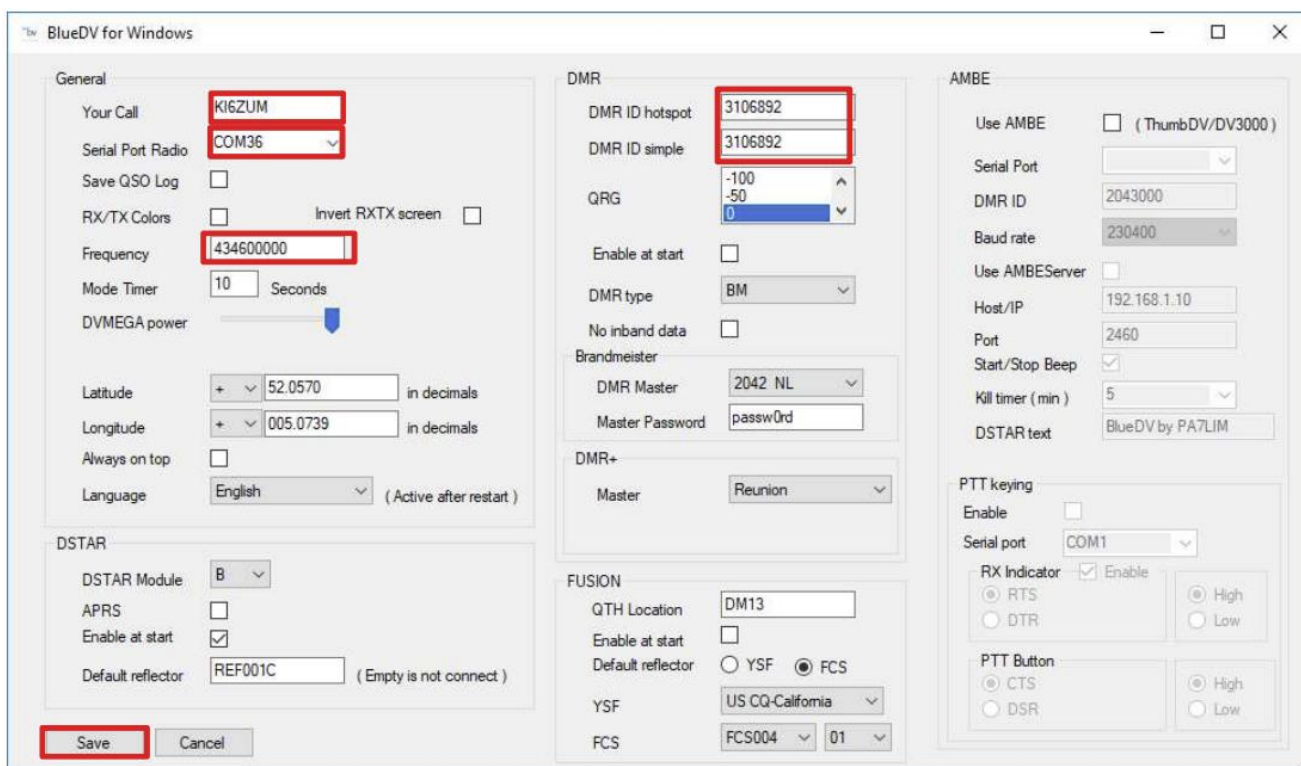 BlueDV for Windows
General
Your Call KI6ZUM
Serial Port Radio COM36
Save QSO Log
RX/TX Colors Invert RXTX screen
Frequency 434600000
Mode Timer 10 Seconds
DVMEGA power
Latitude + 52.0570 in decimals
Longitude + 005.0739 in decimals
Always on top
Language English ( Active after restart )
DSTAR
DSTAR Module B
APRS
Enable at start
Default reflector REF001C ( Empty is not connect )
Save Cancel
DMR
DMR ID hotspot 3106892
DMR ID simple 3106892
QRG -100
-50
0
Enable at start
DMR type BM
No inband data
Brandmeister
DMR Master 2042 NL
Master Password passw0rd
DMR+
Master Reunion
FUSION
QTH Location DM13
Enable at start
Default reflector YSF FCS
YSF US CQ-California
FCS FCS004 01
AMBE
Use AMBE ( ThumbDV/DV3000 )
Serial Port
DMR ID 2043000
Baud rate 230400
Use AMBEServer
Host/IP 192.168.1.10
Port 2460
Start/Stop Beep
Kill timer ( min ) 5
DSTAR text BlueDV by PA7LIM
PTT keying
Enable
Serial port COM1
RX Indicator Enable
RTS High
DTR Low
PTT Button
CTS High
DSR Low